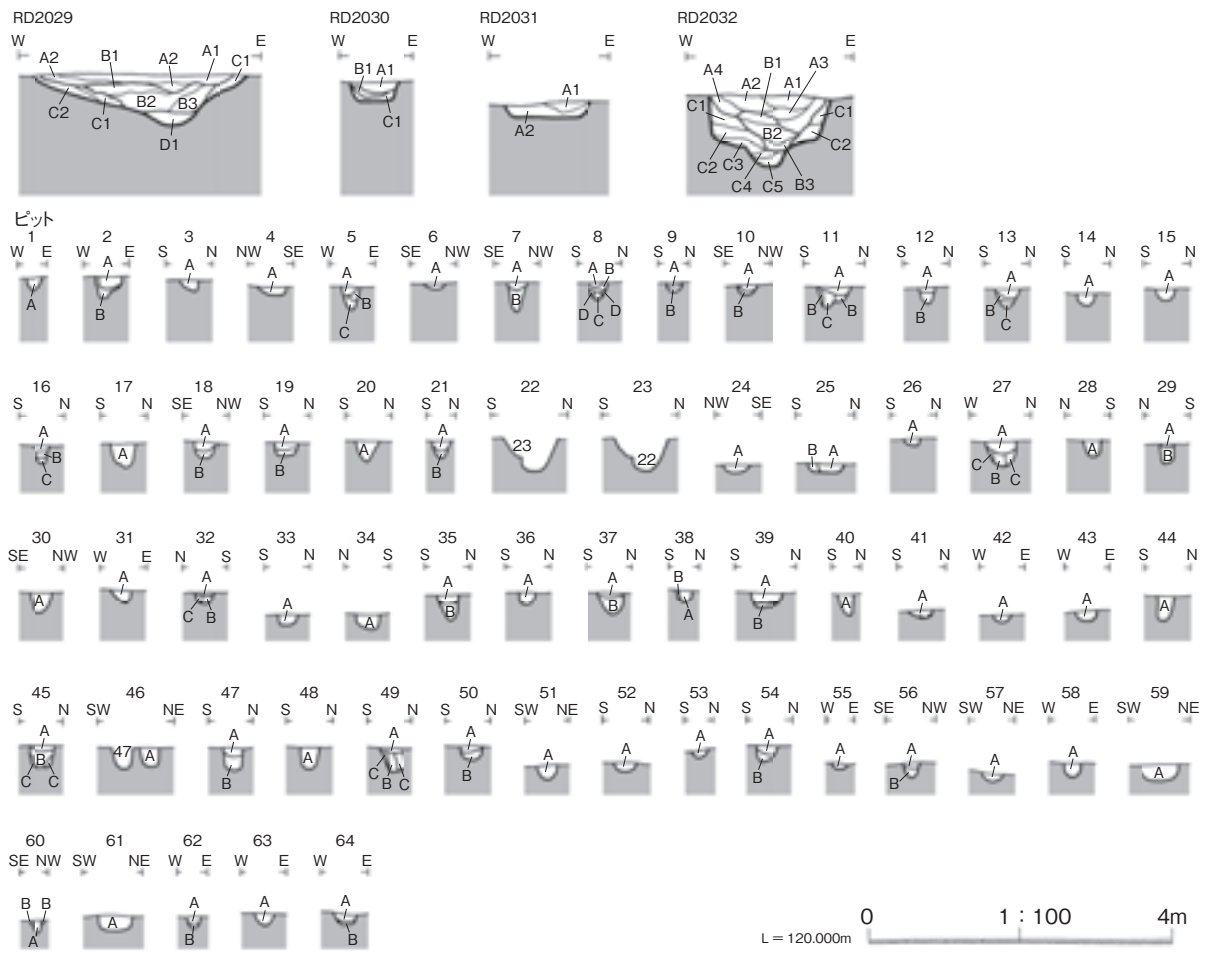 RD2029 RD2030 RD2031 RD2032
W E W E W E W E
A2 B1 A2 A1 C1 C2 C1 B2 B3 D1
B1 A1 C1
A1 A2
A4 A2 B1 A1 A3 C1 C1 B2 C2 C2 C3 C4 C5 B3
ピット
1 2 3 4 5 6 7 8 9 10 11 12 13 14 15
W E W E S N NW SE W E SE NW SE NW S N S N SE NW S N S N S N S N S N
A A A A A A A A B A A A A A A A
B B C B D C D B B B C B B B C
16 17 18 19 20 21 22 23 24 25 26 27 28 29
S N S N SE NW S N S N S N S N S N NW SE S N S N W N N S N S
A A A A A A 23 22 A B A A A A A
B C B B B C B C B
30 31 32 33 34 35 36 37 38 39 40 41 42 43 44
SE NW W E N S S N N S S N S N S N S N S N S N S N W E W E S N
A A A A A A A A B A A A A A A
C B B B A B
45 46 47 48 49 50 51 52 53 54 55 56 57 58 59
S N SW NE S N S N S N S N SW NE S N S N S N W E SE NW SW NE W E SW NE
A 47 A A A A A A A A A A A A A A
B C C B C B C B B B
60 61 62 63 64
SE NW SW NE W E W E W E
B B A A A A
A B B
0 1：100 4m
L = 120.000m